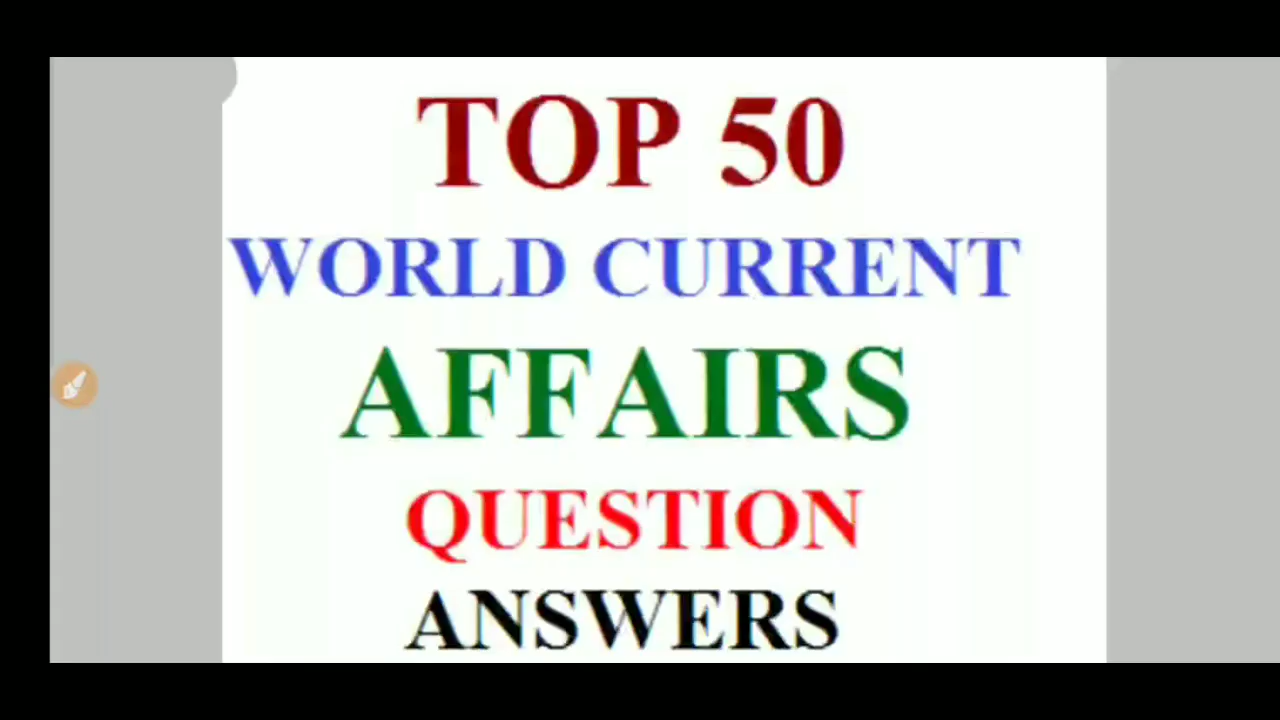 TOP 50
WORLD CURRENT
AFFAIRS
QUESTION
ANSWERS